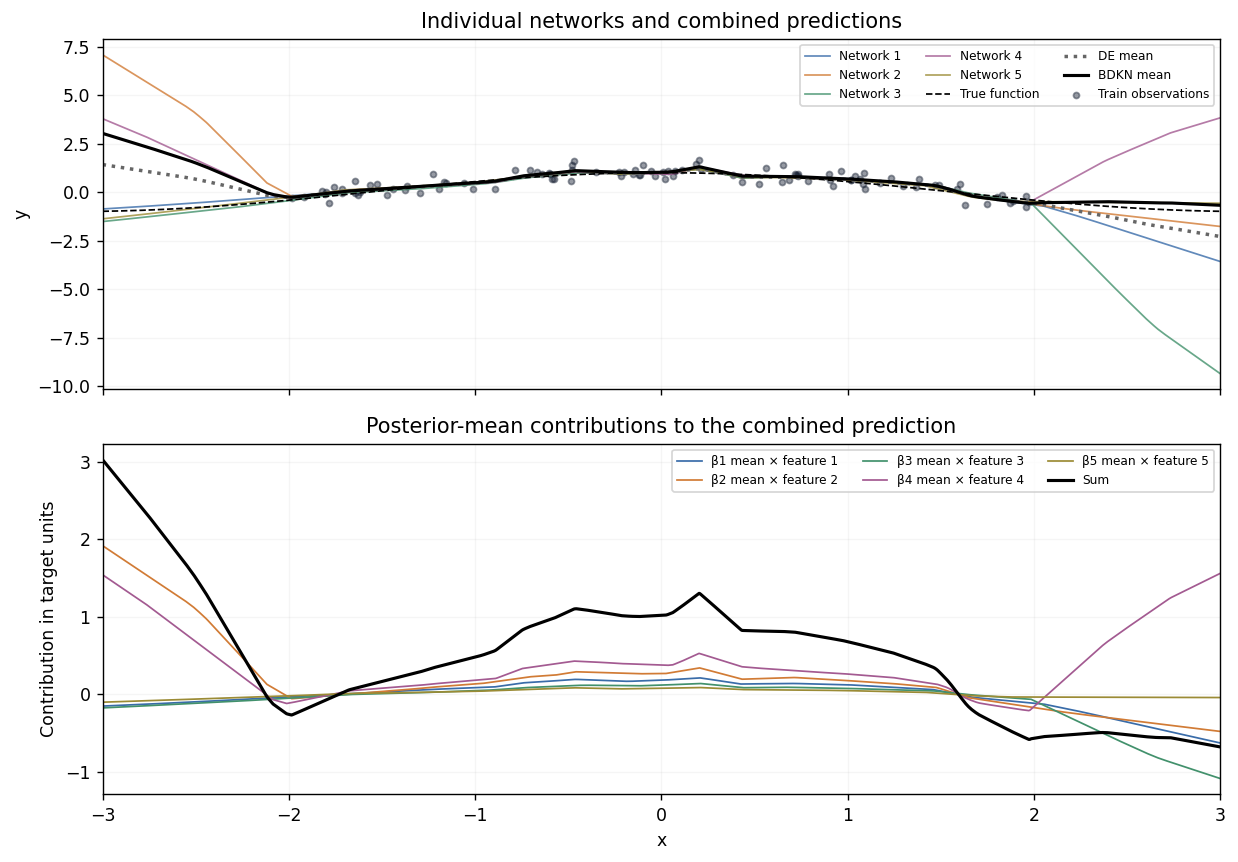 Individual networks and combined predictions
7.5
5.0
2.5
0.0
−2.5
−5.0
−7.5
−10.0
y
Network 1
Network 2
Network 3
Network 4
Network 5
True function
DE mean
BDKN mean
Train observations
Posterior-mean contributions to the combined prediction
3
2
1
0
−1
Contribution in target units
β1 mean × feature 1
β2 mean × feature 2
β3 mean × feature 3
β4 mean × feature 4
β5 mean × feature 5
Sum
−3
−2
−1
0
1
2
3
x